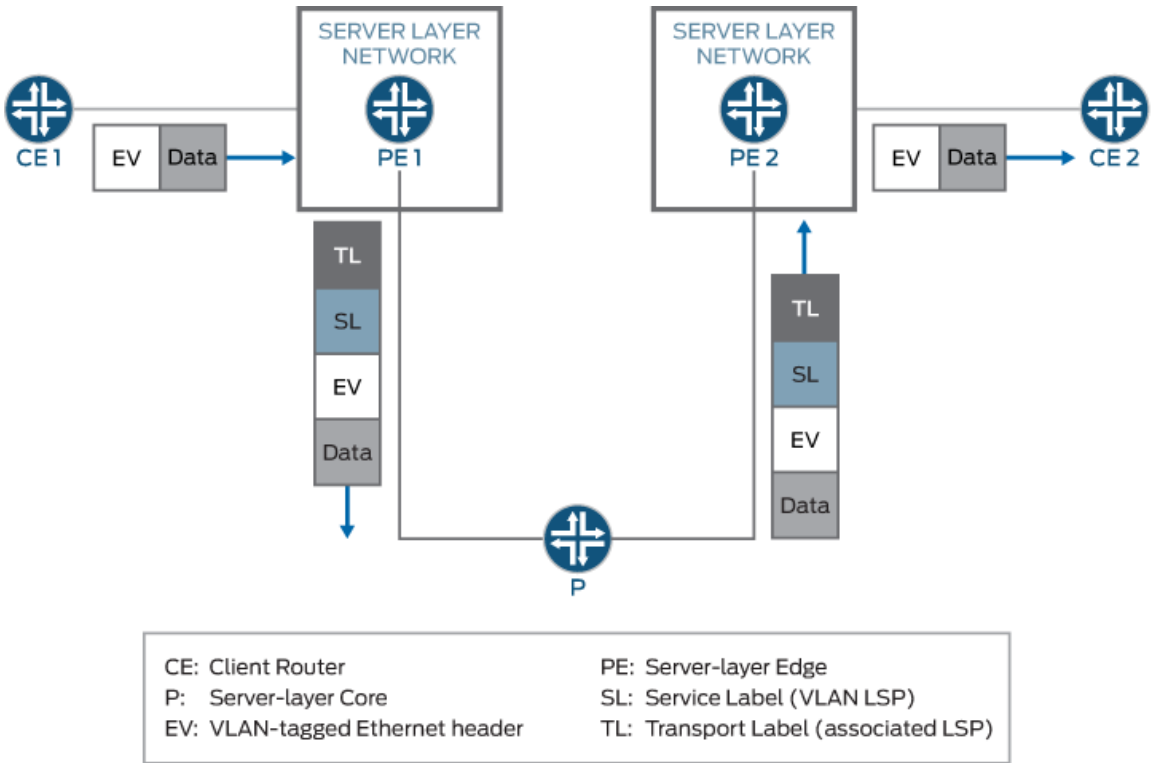 SERVER LAYER
NETWORK
SERVER LAYER
NETWORK
CE 1
EV
Data
PE 1
PE 2
EV
Data
CE 2
TL
SL
EV
Data
TL
SL
EV
Data
P
CE: Client Router
P: Server-layer Core
EV: VLAN-tagged Ethernet header
PE: Server-layer Edge
SL: Service Label (VLAN LSP)
TL: Transport Label (associated LSP)